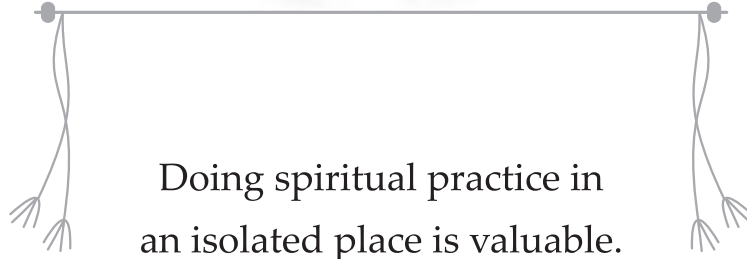 Doing spiritual practice in
an isolated place is valuable.